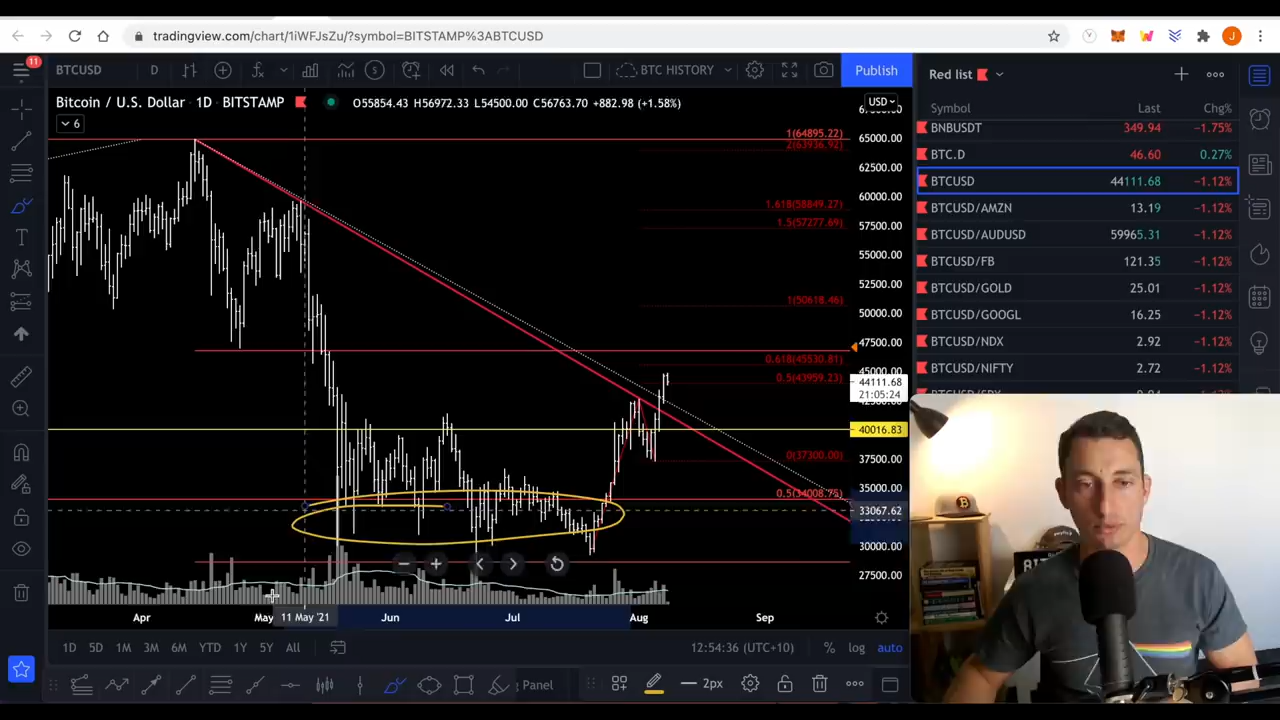 tradingview.com/chart/1iWFJsZu/?symbol=BITSTAMP%3ABTCUSD
J
11
BTCUSD
D
BTC HISTORY
Publish
Red list
Bitcoin / U.S. Dollar · 1D · BITSTAMP
O55854.43 H56972.33 L54500.00 C56763.70 +882.98 (+1.58%)
USD
6
Symbol Last Chg%
BNBUSDT 349.94 −1.75%
BTC.D 46.60 0.27%
BTCUSD 44111.68 −1.12%
BTCUSD/AMZN 13.19 −1.12%
BTCUSD/AUDUSD 59965.31 −1.12%
BTCUSD/FB 121.35 −1.12%
BTCUSD/GOLD 25.01 −1.12%
BTCUSD/GOOGL 16.25 −1.12%
BTCUSD/NDX 2.92 −1.12%
BTCUSD/NIFTY 2.72 −1.12%
1(64895.22)
2(63936.92)
1.618(58849.27)
1.5(57277.69)
1(50618.46)
0.618(45530.81)
0.5(43959.23)
0(37300.00)
0.5(34008.75)
65000.00
62500.00
60000.00
57500.00
55000.00
52500.00
50000.00
47500.00
45000.00
44111.68
21:05:24
40016.83
37500.00
35000.00
33067.62
30000.00
27500.00
Apr
May
11 May '21
Jun
Jul
Aug
Sep
1D 5D 1M 3M 6M YTD 1Y 5Y All
12:54:36 (UTC+10)
% log auto
Panel
2px